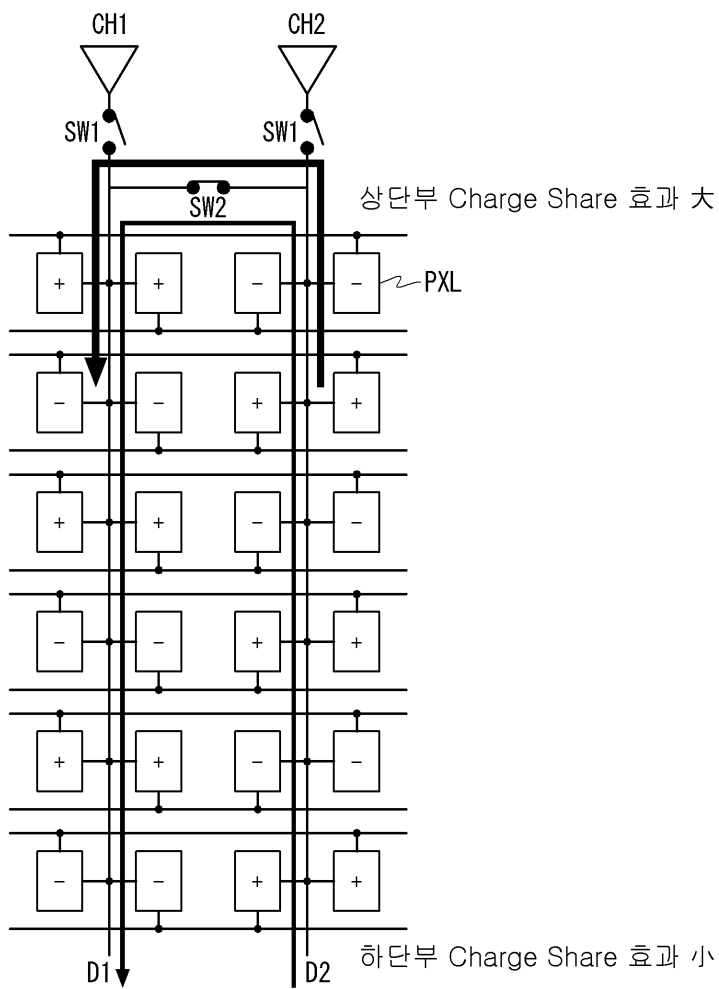 CH1 CH2
SW1 SW1
상단부 Charge Share 효과 大
SW2
+ + − − PXL
− − + +
+ + − −
− − + +
+ + − −
− − + +
하단부 Charge Share 효과 小
D1 D2